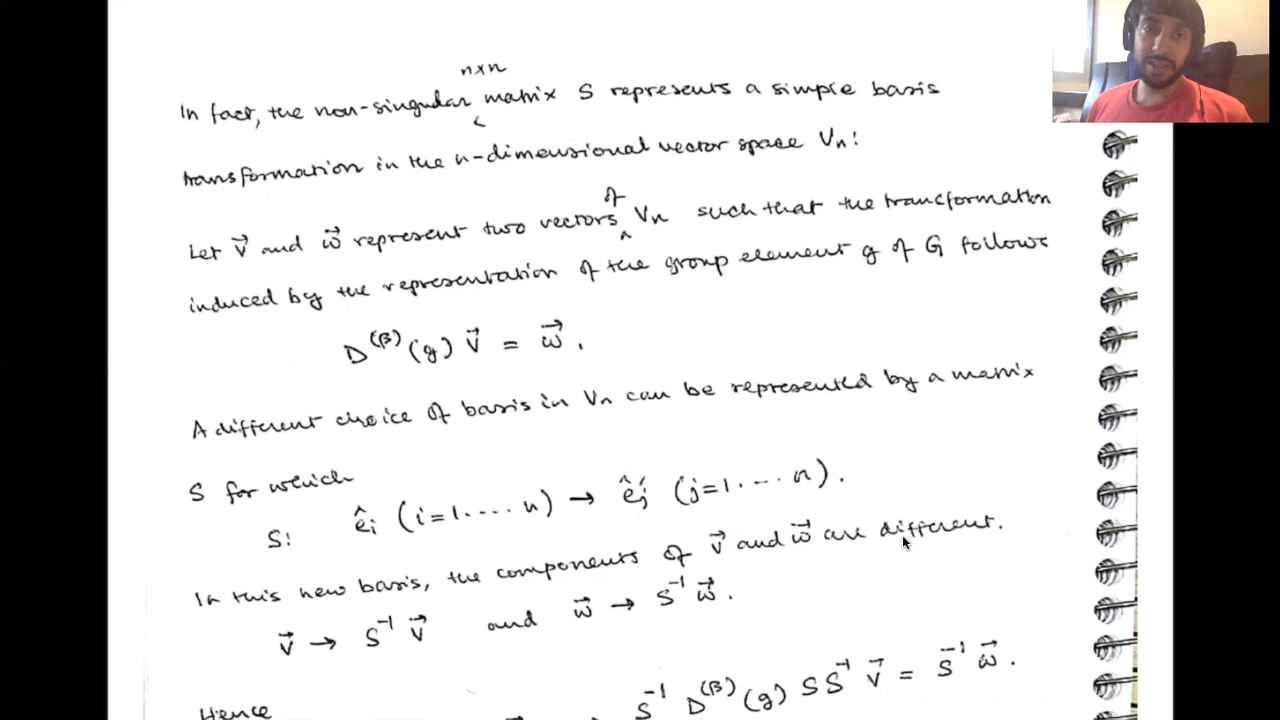 n×n
In fact, the non-singular matrix S represents a simple basis
transformation in the n-dimensional vector space Vn:
of
Let v⃗ and w⃗ represent two vectors Vn such that the transformation
induced by the representation of the group element g of G follows
D^(β)(g) v⃗ = w⃗.
A different choice of basis in Vn can be represented by a matrix
S for which
S: êi (i=1.....n) → êj′ (j=1....n).
In this new basis, the components of v⃗ and w⃗ are different.
v⃗ → S⁻¹ v⃗ and w⃗ → S⁻¹ w⃗.
Hence S⁻¹ D^(β)(g) S S⁻¹ v⃗ = S⁻¹ w⃗.